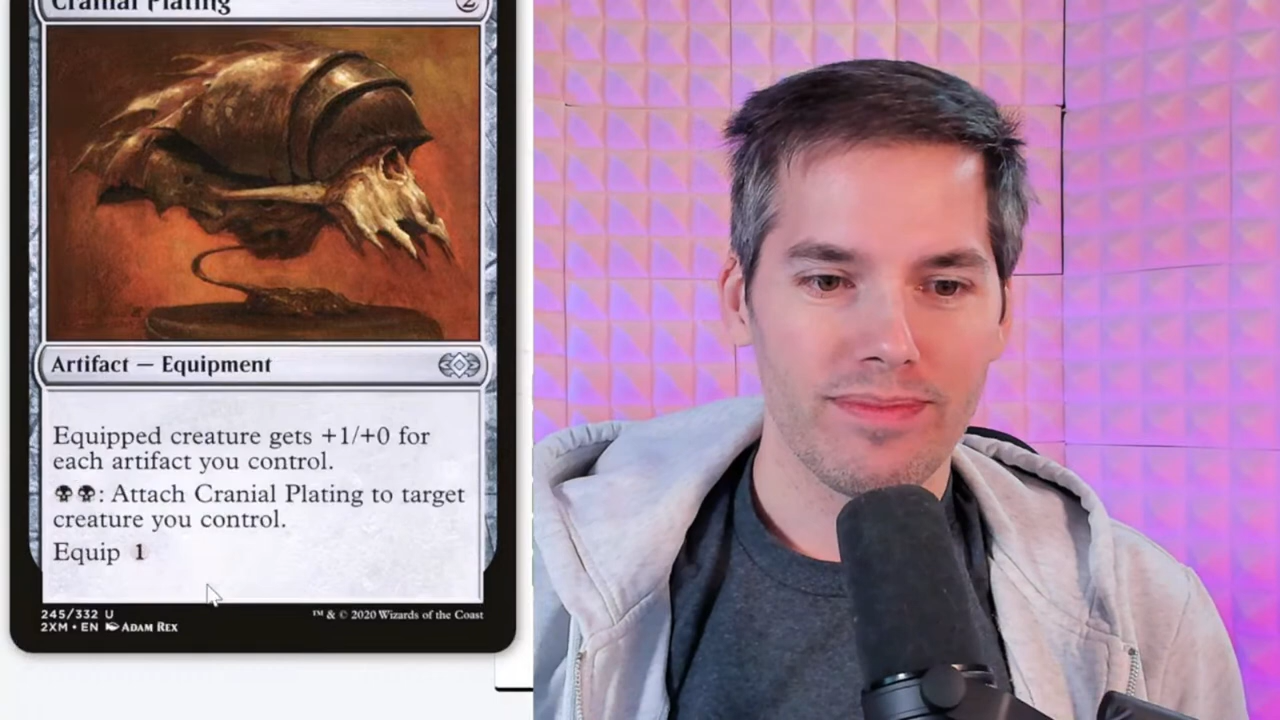 Cranial Plating 2
Artifact — Equipment
Equipped creature gets +1/+0 for
each artifact you control.
: Attach Cranial Plating to target
creature you control.
Equip 1
245/332 U
2XM • EN ADAM REX
™ & © 2020 Wizards of the Coast